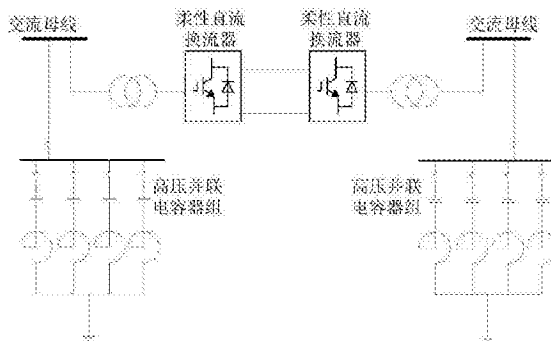 交流母线
柔性直流
换流器
柔性直流
换流器
交流母线
高压并联
电容器组
高压并联
电容器组